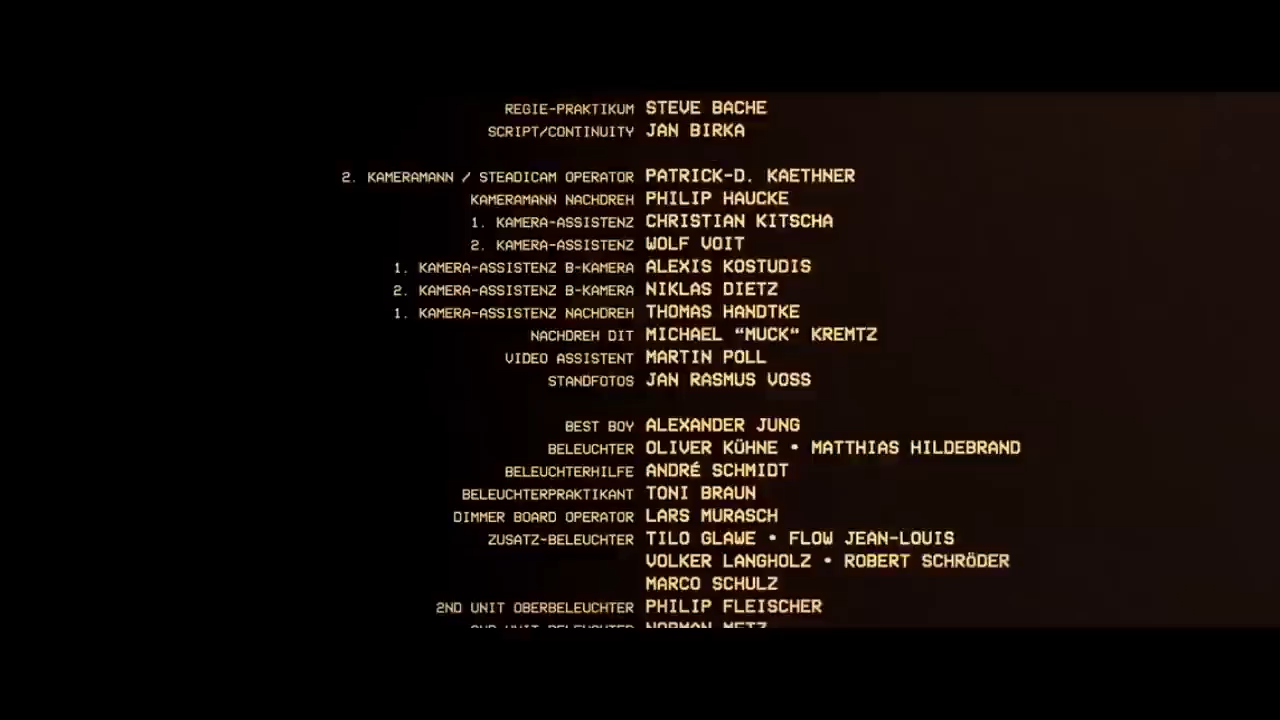 REGIE-PRAKTIKUM STEVE BACHE
SCRIPT/CONTINUITY JAN BIRKA
2. KAMERAMANN / STEADICAM OPERATOR PATRICK-D. KAETHNER
KAMERAMANN NACHDREH PHILIP HAUCKE
1. KAMERA-ASSISTENZ CHRISTIAN KITSCHA
2. KAMERA-ASSISTENZ WOLF VOIT
1. KAMERA-ASSISTENZ B-KAMERA ALEXIS KOSTUDIS
2. KAMERA-ASSISTENZ B-KAMERA NIKLAS DIETZ
1. KAMERA-ASSISTENZ NACHDREH THOMAS HANDTKE
NACHDREH DIT MICHAEL "MUCK" KREMTZ
VIDEO ASSISTENT MARTIN POLL
STANDFOTOS JAN RASMUS VOSS
BEST BOY ALEXANDER JUNG
BELEUCHTER OLIVER KÜHNE • MATTHIAS HILDEBRAND
BELEUCHTERHILFE ANDRÉ SCHMIDT
BELEUCHTERPRAKTIKANT TONI BRAUN
DIMMER BOARD OPERATOR LARS MURASCH
ZUSATZ-BELEUCHTER TILO GLAWE • FLOW JEAN-LOUIS
VOLKER LANGHOLZ • ROBERT SCHRÖDER
MARCO SCHULZ
2ND UNIT OBERBELEUCHTER PHILIP FLEISCHER
2ND UNIT BELEUCHTER NORMAN METZ